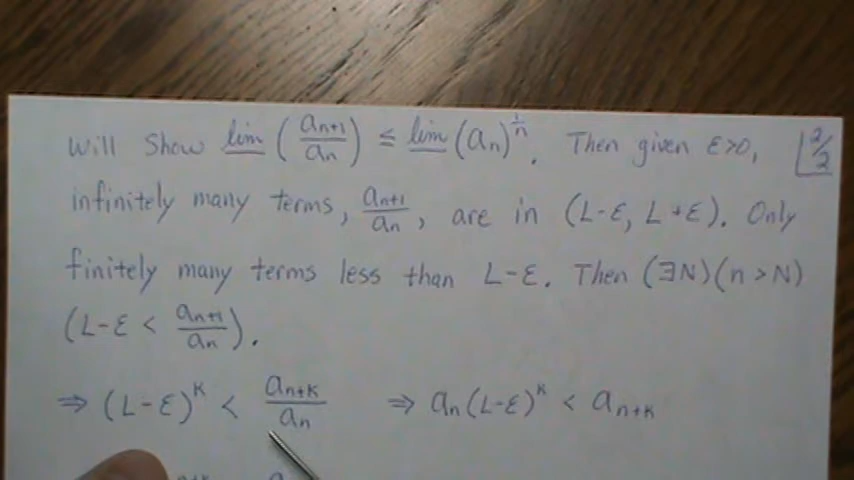 Will Show <u>lim</u> (aₙ₊₁/aₙ) ≤ <u>lim</u> (aₙ)^(1/n). Then given ε>0, 2/2
infinitely many terms, aₙ₊₁/aₙ, are in (L-ε, L+ε). Only
finitely many terms less than L-ε. Then (∃N)(n>N)
(L-ε < aₙ₊₁/aₙ).
⇒ (L-ε)^K < aₙ₊ₖ/aₙ ⇒ aₙ(L-ε)^K < aₙ₊ₖ